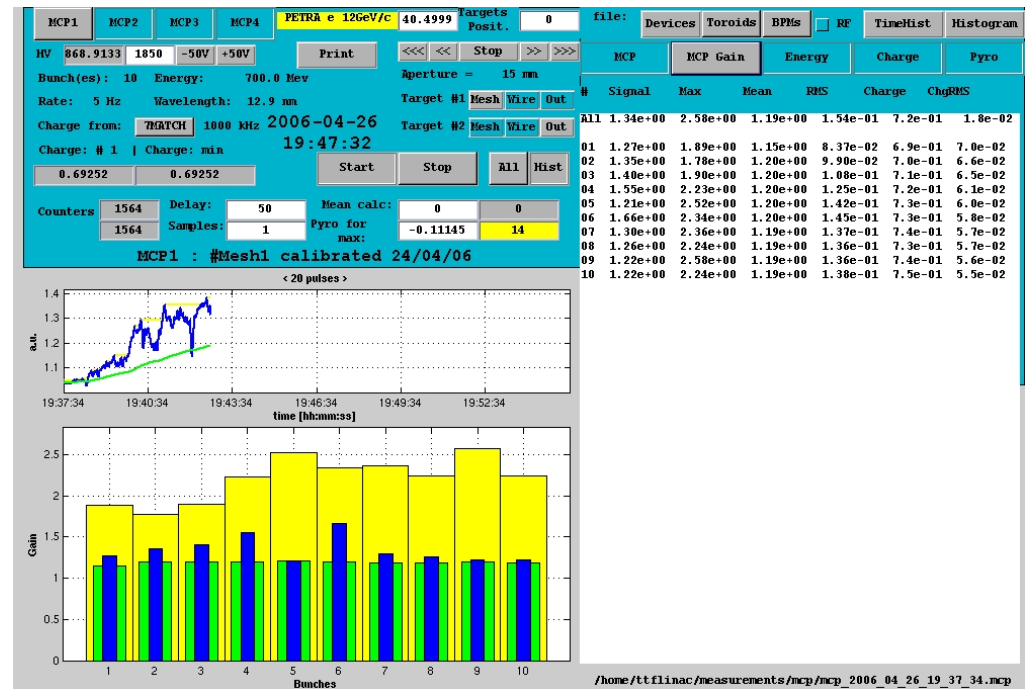 MCP1 MCP2 MCP3 MCP4 PETRA e 12GeV/c 40.4999 Targets Posit. 0
HV 868.9133 1850 -50V +50V Print <<< << Stop >> >>>
Bunch(es): 10 Energy: 700.0 Mev Aperture = 15 mm
Rate: 5 Hz Wavelength: 12.9 nm Target #1 Mesh Wire Out
Charge from: 7MATCH 1000 kHz 2006-04-26 Target #2 Mesh Wire Out
Charge: # 1 | Charge: min 19:47:32
0.69252 0.69252 Start Stop All Hist
Counters 1564 Delay: 50 Mean calc: 0 0
1564 Samples: 1 Pyro for max: -0.11145 14
MCP1 : #Mesh1 calibrated 24/04/06
file: Devices Toroids BPMs RF TimeHist Histogram
MCP MCP Gain Energy Charge Pyro
# Signal Max Mean RMS Charge ChgRMS
All 1.34e+00 2.58e+00 1.19e+00 1.54e-01 7.2e-01 1.8e-02
01 1.27e+00 1.89e+00 1.15e+00 8.37e-02 6.9e-01 7.0e-02
02 1.35e+00 1.78e+00 1.20e+00 9.90e-02 7.0e-01 6.6e-02
03 1.40e+00 1.90e+00 1.20e+00 1.08e-01 7.1e-01 6.5e-02
04 1.55e+00 2.23e+00 1.20e+00 1.25e-01 7.2e-01 6.1e-02
05 1.21e+00 2.52e+00 1.20e+00 1.42e-01 7.3e-01 6.0e-02
06 1.66e+00 2.34e+00 1.20e+00 1.45e-01 7.3e-01 5.8e-02
07 1.30e+00 2.36e+00 1.19e+00 1.37e-01 7.4e-01 5.7e-02
08 1.26e+00 2.24e+00 1.19e+00 1.36e-01 7.3e-01 5.7e-02
09 1.22e+00 2.58e+00 1.19e+00 1.36e-01 7.4e-01 5.6e-02
10 1.22e+00 2.24e+00 1.19e+00 1.38e-01 7.5e-01 5.5e-02
< 20 pulses >
1.4
1.3
1.2
1.1
a.u.
19:37:34 19:40:34 19:43:34 19:46:34 19:49:34 19:52:34
time [hh:mm:ss]
2.5
2
1.5
1
0.5
0
Gain
1 2 3 4 5 6 7 8 9 10
Bunches
/home/ttflinac/measurements/mcp/mcp_2006_04_26_19_37_34.mcp